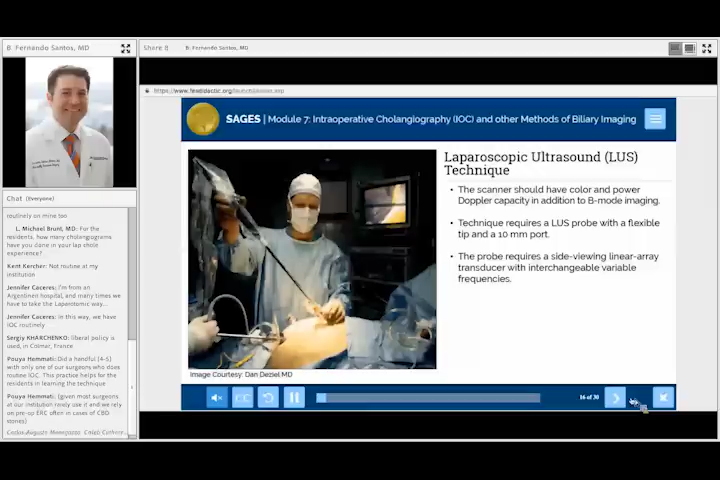 B. Fernando Santos, MD
Share 8
B. Fernando Santos, MD
SAGES | Module 7: Intraoperative Cholangiography (IOC) and other Methods of Biliary Imaging
Laparoscopic Ultrasound (LUS)
Technique
• The scanner should have color and power
Doppler capacity in addition to B-mode imaging.
• Technique requires a LUS probe with a flexible
tip and a 10 mm port.
• The probe requires a side-viewing linear-array
transducer with interchangeable variable
frequencies.
Image Courtesy: Dan Deziel MD
CC
16 of 30
Chat (Everyone)
routinely on mine too
L. Michael Brunt, MD: For the
residents, how many cholangiograms
have you done in your lap chole
experience?
Kent Kercher: Not routine at my
institution
Jennifer Caceres: I'm from an
Argentinen hospital, and many times we
have to take the Laparotomic way...
Jennifer Caceres: In this way, we have
IOC routinely
Sergiy KHARCHENKO: liberal policy is
used, in Colmar, France
Pouya Hemmati: Did a handful (4-5)
with only one of our surgeons who does
routine IOC. This practice helps for the
residents in learning the technique
Pouya Hemmati: (given most surgeons
at our institution rarely use it and we rely
on pre-op ERC often in cases of CBD
stones)